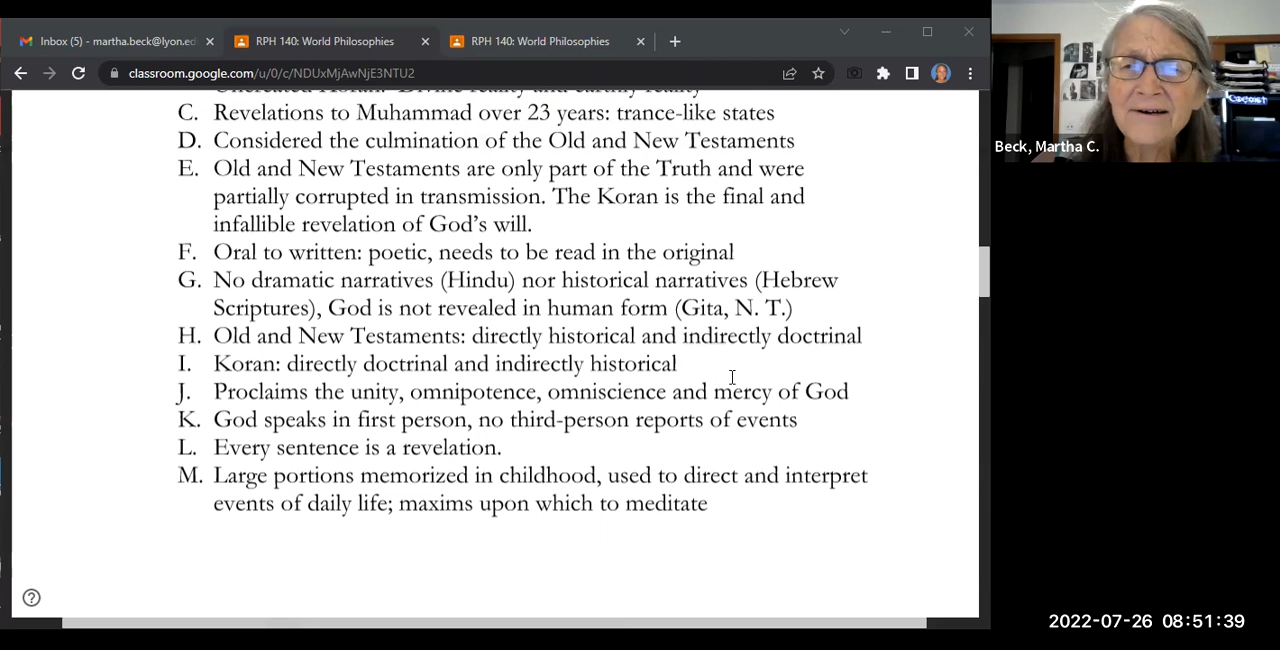 Inbox (5) - martha.beck@lyon.ed
RPH 140: World Philosophies
RPH 140: World Philosophies
classroom.google.com/u/0/c/NDUxMjAwNjE3NTU2
Beck, Martha C.
Uncreated Koran: Divine reality and earthly reality
C. Revelations to Muhammad over 23 years: trance-like states
D. Considered the culmination of the Old and New Testaments
E. Old and New Testaments are only part of the Truth and were
partially corrupted in transmission. The Koran is the final and
infallible revelation of God's will.
F. Oral to written: poetic, needs to be read in the original
G. No dramatic narratives (Hindu) nor historical narratives (Hebrew
Scriptures), God is not revealed in human form (Gita, N. T.)
H. Old and New Testaments: directly historical and indirectly doctrinal
I. Koran: directly doctrinal and indirectly historical
J. Proclaims the unity, omnipotence, omniscience and mercy of God
K. God speaks in first person, no third-person reports of events
L. Every sentence is a revelation.
M. Large portions memorized in childhood, used to direct and interpret
events of daily life; maxims upon which to meditate
2022-07-26 08:51:39